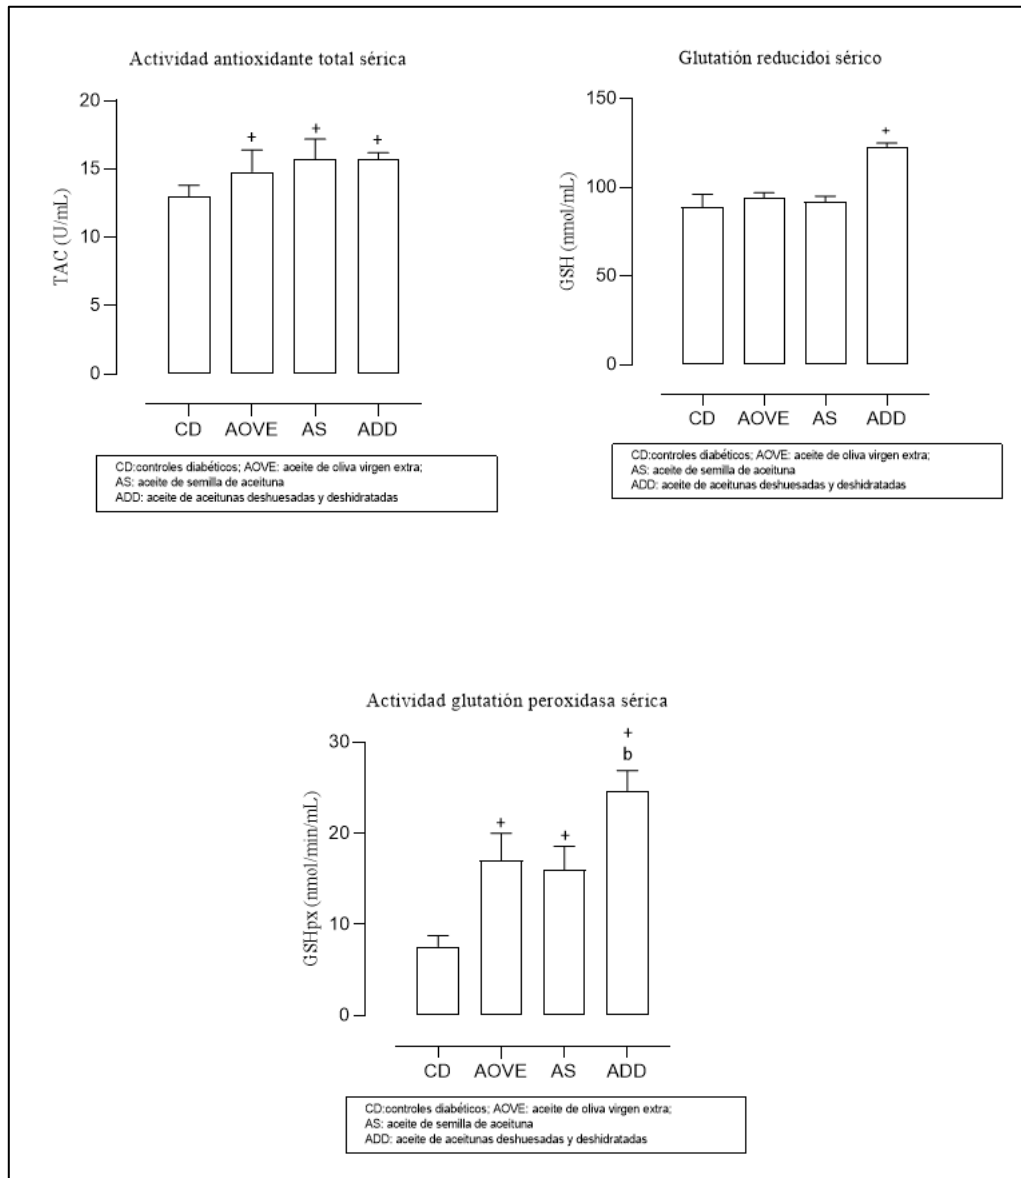 Actividad antioxidante total sérica
20
15
10
5
0
TAC (U/mL)
+
+
+
CD AOVE AS ADD
CD:controles diabéticos; AOVE: aceite de oliva virgen extra;
AS: aceite de semilla de aceituna
ADD: aceite de aceitunas deshuesadas y deshidratadas
Glutatión reducidoi sérico
150
100
50
0
GSH (nmol/mL)
+
CD AOVE AS ADD
CD:controles diabéticos; AOVE: aceite de oliva virgen extra;
AS: aceite de semilla de aceituna
ADD: aceite de aceitunas deshuesadas y deshidratadas
Actividad glutatión peroxidasa sérica
30
20
10
0
GSHpx (nmol/min/mL)
+
+
+
b
CD AOVE AS ADD
CD:controles diabéticos; AOVE: aceite de oliva virgen extra;
AS: aceite de semilla de aceituna
ADD: aceite de aceitunas deshuesadas y deshidratadas